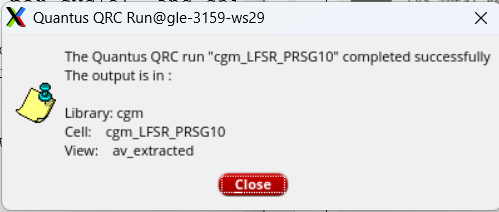 Quantus QRC Run@gle-3159-ws29
The Quantus QRC run "cgm_LFSR_PRSG10" completed successfully
The output is in :
Library: cgm
Cell: cgm_LFSR_PRSG10
View: av_extracted
Close